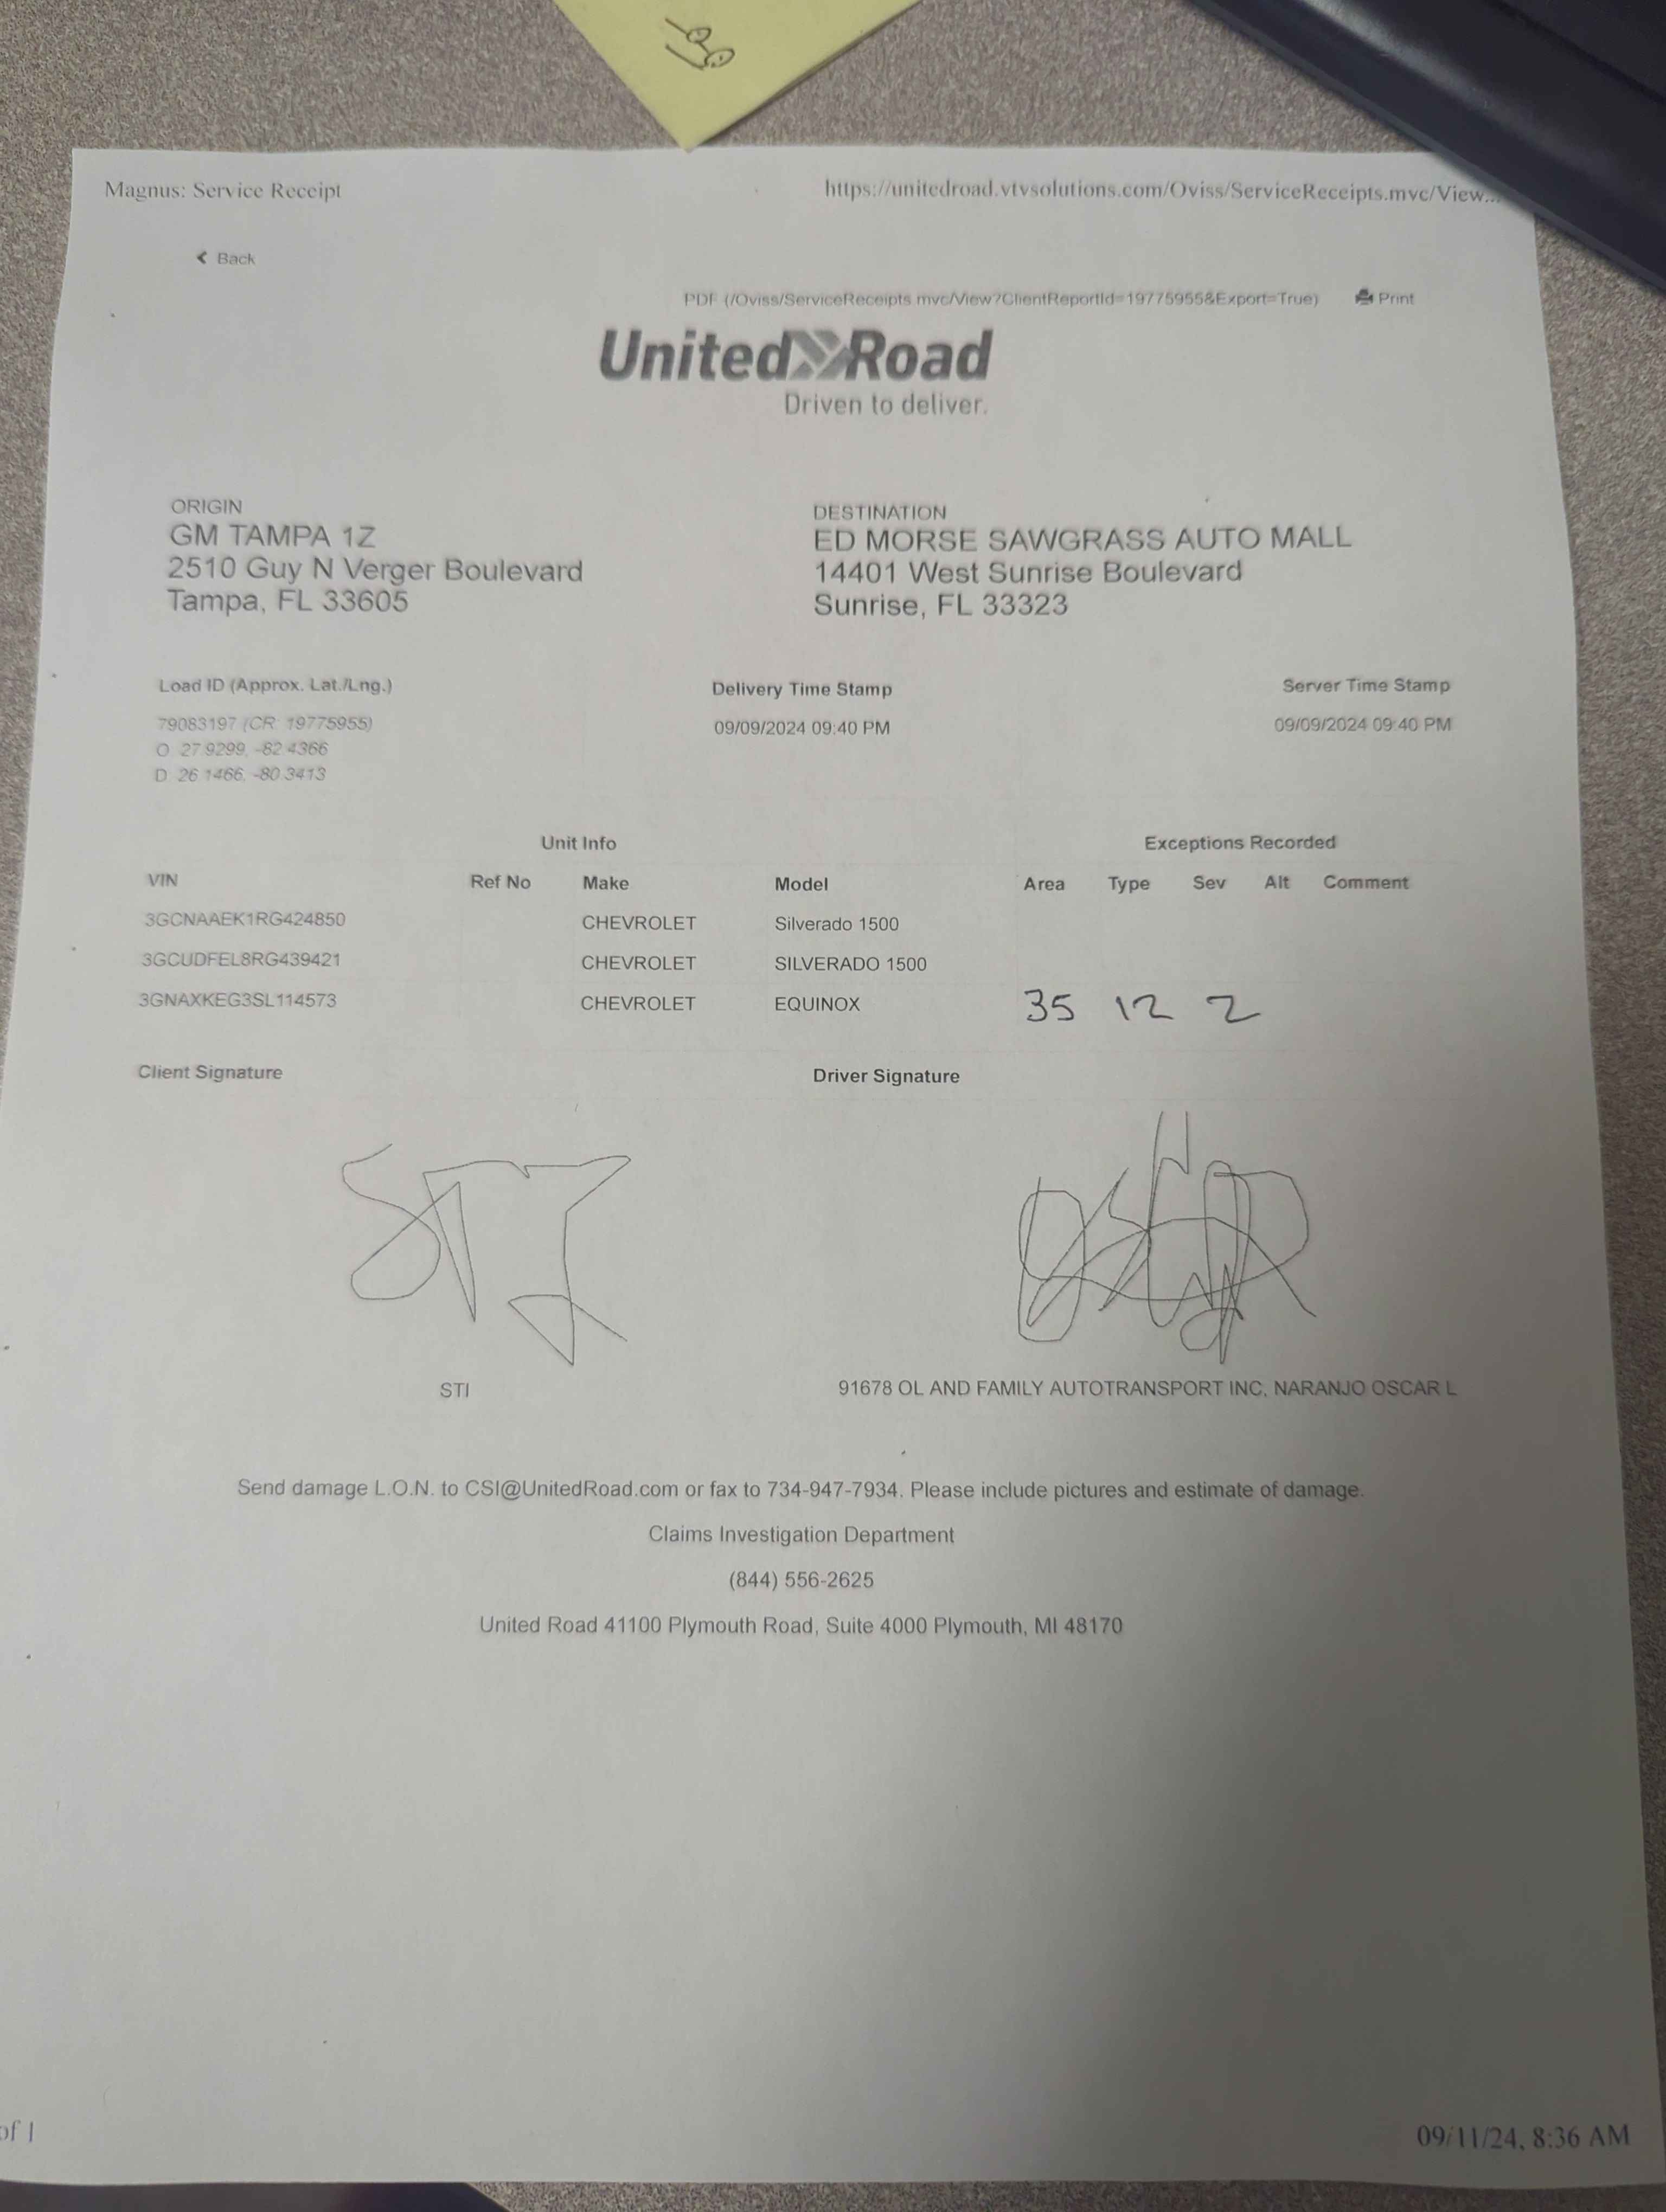 Magnus: Service Receipt
https://unitedroad.vtvsolutions.com/Oviss/ServiceReceipts.mvc/View...
Back
PDF (/Oviss/ServiceReceipts.mvc/View?ClientReportId=19775955&Export=True) Print
United Road
Driven to deliver.
ORIGIN
GM TAMPA 1Z
2510 Guy N Verger Boulevard
Tampa, FL 33605
DESTINATION
ED MORSE SAWGRASS AUTO MALL
14401 West Sunrise Boulevard
Sunrise, FL 33323
Load ID (Approx. Lat./Lng.)
79083197 (CR: 19775955)
O 27.9299, -82.4366
D 26.1466, -80.3413
Delivery Time Stamp
09/09/2024 09:40 PM
Server Time Stamp
09/09/2024 09:40 PM
Unit Info Exceptions Recorded
VIN Ref No Make Model Area Type Sev Alt Comment
3GCNAAEK1RG424850 CHEVROLET Silverado 1500
3GCUDFEL8RG439421 CHEVROLET SILVERADO 1500
3GNAXKEG3SL114573 CHEVROLET EQUINOX 35 12 2
Client Signature Driver Signature
STI
STI 91678 OL AND FAMILY AUTOTRANSPORT INC, NARANJO OSCAR L
Send damage L.O.N. to CSI@UnitedRoad.com or fax to 734-947-7934. Please include pictures and estimate of damage.
Claims Investigation Department
(844) 556-2625
United Road 41100 Plymouth Road, Suite 4000 Plymouth, MI 48170
of 1
09/11/24, 8:36 AM